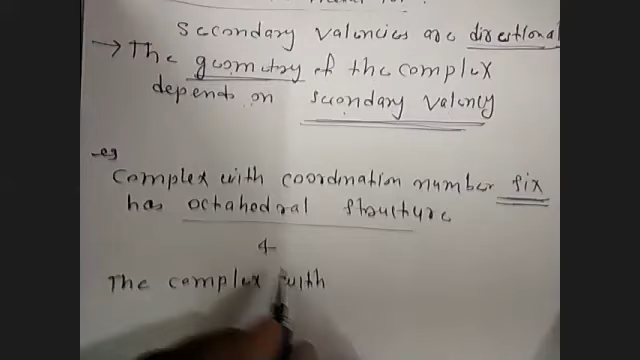 secondary valencies are directional
→ The geometry of the complex
depends on secondary valency
eg
complex with coordination number six
has octahedral structure
4
The complex with